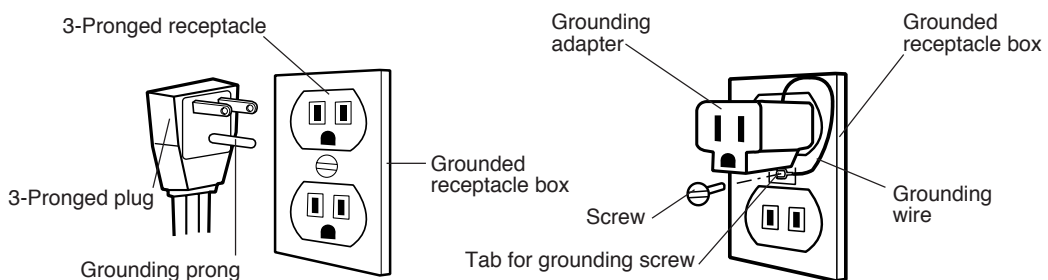 3-Pronged receptacle
3-Pronged plug
Grounding prong
Grounded
receptacle box
Grounding
adapter
Grounded
receptacle box
Screw
Tab for grounding screw
Grounding
wire